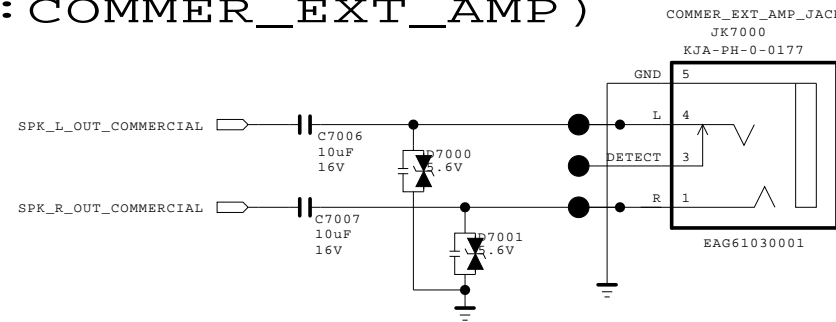 :COMMER_EXT_AMP)
COMMER_EXT_AMP_JACK
JK7000
KJA-PH-0-0177
GND 5
SPK_L_OUT_COMMERCIAL
C7006
10uF
16V
D7000
5.6V
L 4
DETECT 3
SPK_R_OUT_COMMERCIAL
C7007
10uF
16V
D7001
5.6V
R 1
EAG61030001